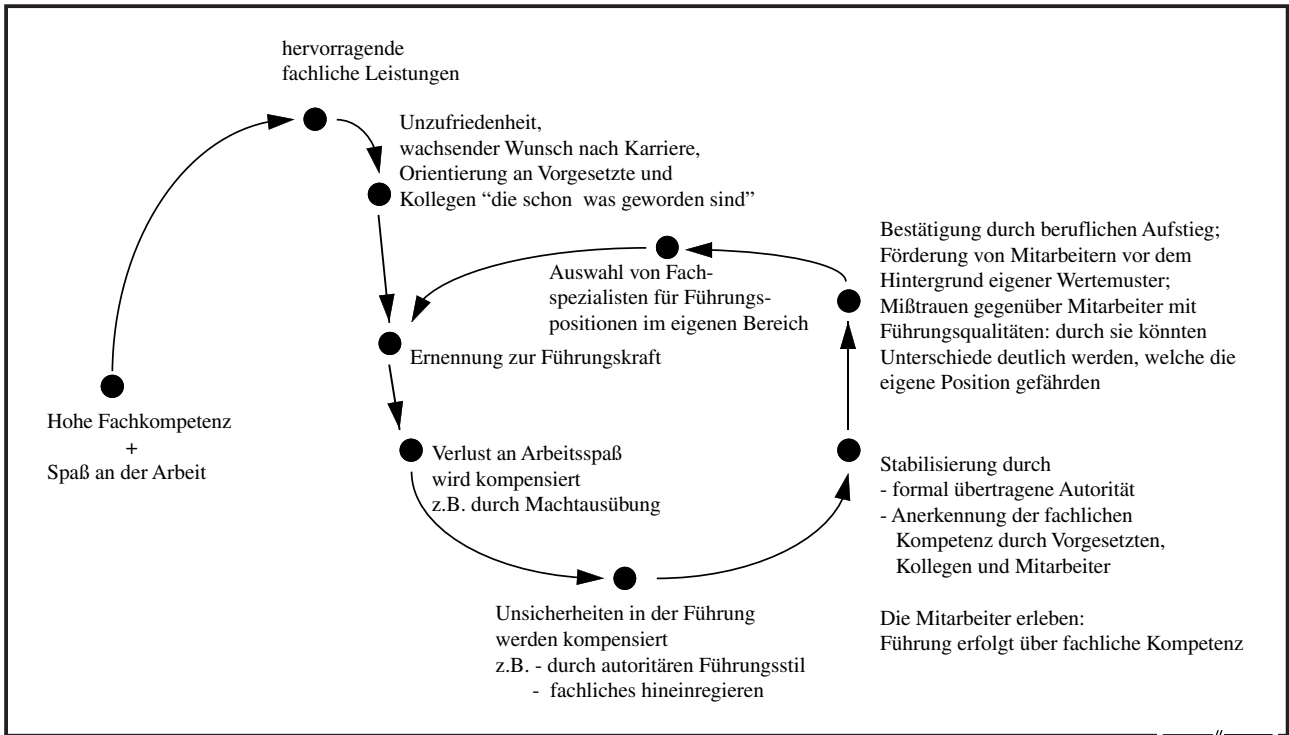 hervorragende
fachliche Leistungen
Unzufriedenheit,
wachsender Wunsch nach Karriere,
Orientierung an Vorgesetzte und
Kollegen “die schon  was geworden sind”
Auswahl von Fach-
spezialisten für Führungs-
positionen im eigenen Bereich
Ernennung zur Führungskraft
Hohe Fachkompetenz
+
Spaß an der Arbeit
Verlust an Arbeitsspaß
wird kompensiert
z.B. durch Machtausübung
Unsicherheiten in der Führung
werden kompensiert
z.B. - durch autoritären Führungsstil
-  fachliches hineinregieren
Bestätigung durch beruflichen Aufstieg;
Förderung von Mitarbeitern vor dem
Hintergrund eigener Wertemuster;
Mißtrauen gegenüber Mitarbeiter mit
Führungsqualitäten: durch sie könnten
Unterschiede deutlich werden, welche die
eigene Position gefährden
Stabilisierung durch
- formal übertragene Autorität
- Anerkennung der fachlichen
Kompetenz durch Vorgesetzten,
Kollegen und Mitarbeiter
Die Mitarbeiter erleben:
Führung erfolgt über fachliche Kompetenz